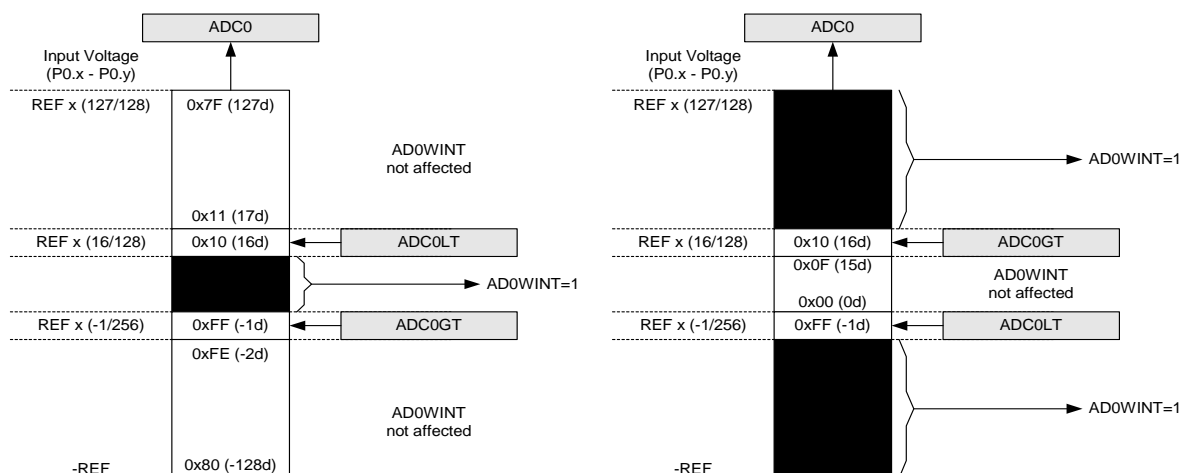 ADC0
Input Voltage
(P0.x - P0.y)
REF x (127/128)
0x7F (127d)
AD0WINT
not affected
0x11 (17d)
REF x (16/128)
0x10 (16d)
ADC0LT
AD0WINT=1
REF x (-1/256)
0xFF (-1d)
ADC0GT
0xFE (-2d)
AD0WINT
not affected
-REF
0x80 (-128d)
ADC0
Input Voltage
(P0.x - P0.y)
REF x (127/128)
AD0WINT=1
REF x (16/128)
0x10 (16d)
ADC0GT
0x0F (15d)
AD0WINT
not affected
0x00 (0d)
REF x (-1/256)
0xFF (-1d)
ADC0LT
AD0WINT=1
-REF